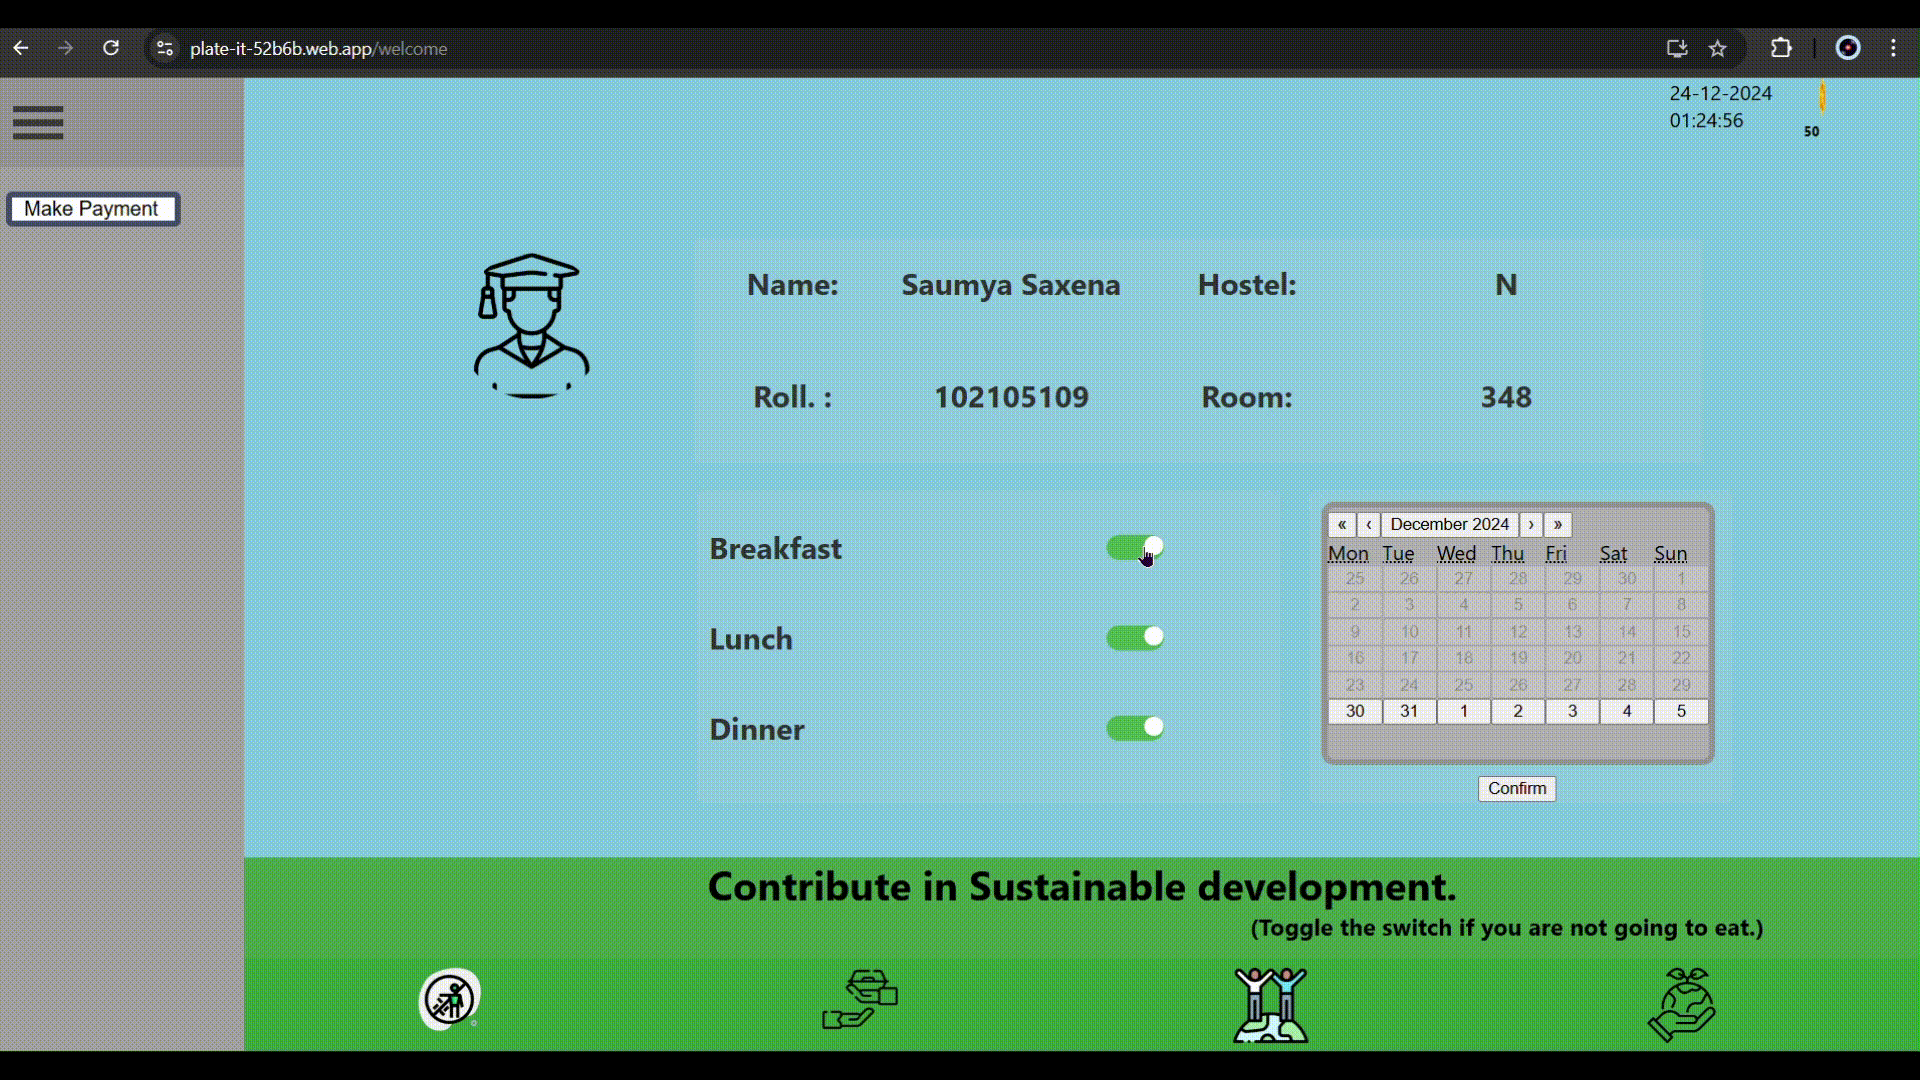 plate-it-52b6b.web.app/welcome
24-12-2024
01:24:56
50
Make Payment
Name: Saumya Saxena Hostel: N
Roll. : 102105109 Room: 348
Breakfast
Lunch
Dinner
« ‹ December 2024 › »
Mon Tue Wed Thu Fri Sat Sun
25 26 27 28 29 30 1
2 3 4 5 6 7 8
9 10 11 12 13 14 15
16 17 18 19 20 21 22
23 24 25 26 27 28 29
30 31 1 2 3 4 5
Confirm
Contribute in Sustainable development.
(Toggle the switch if you are not going to eat.)